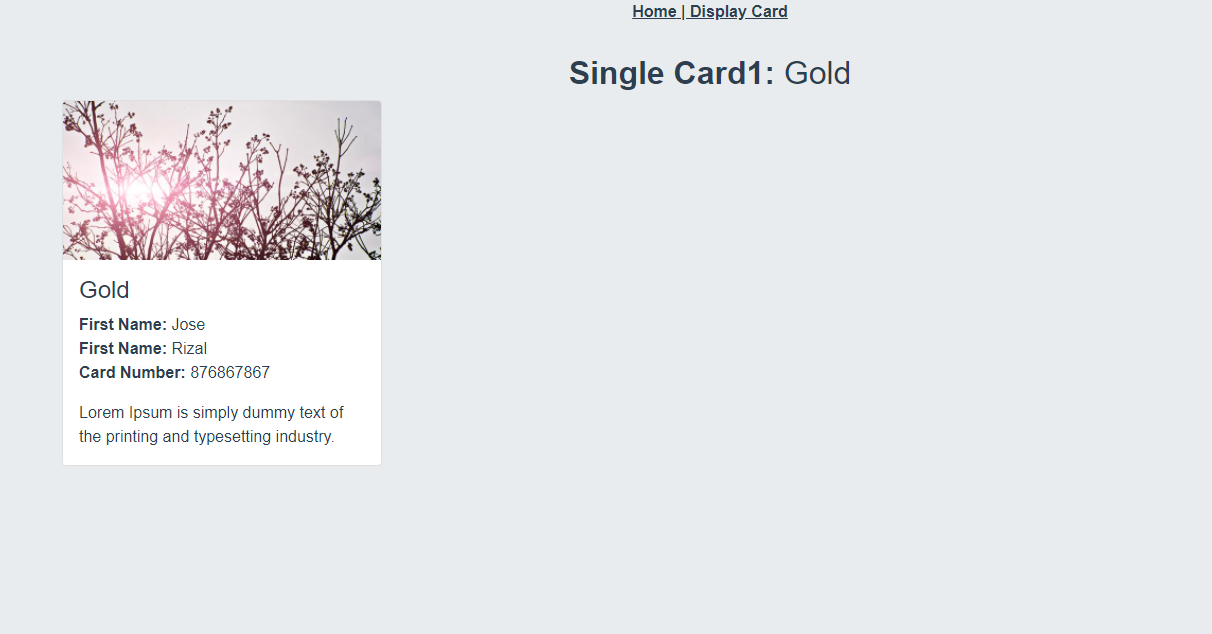 Home | Display Card
Single Card1: Gold
Gold
First Name: Jose
First Name: Rizal
Card Number: 876867867
Lorem Ipsum is simply dummy text of
the printing and typesetting industry.